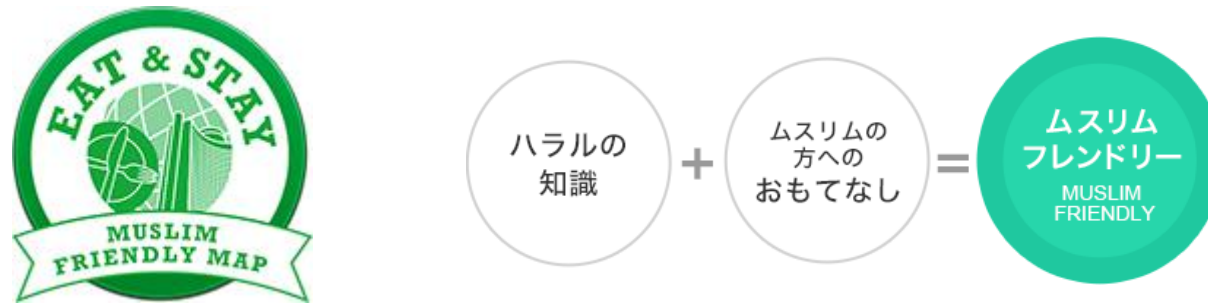 EAT & STAY
MUSLIM
FRIENDLY MAP
ハラルの
知識
+
ムスリムの
方への
おもてなし
=
ムスリム
フレンドリー
MUSLIM
FRIENDLY